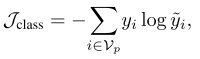 $\mathcal{J}_{\text{class}} = -\sum_{i \in \mathcal{V}_p} y_i \log \tilde{y}_i,$